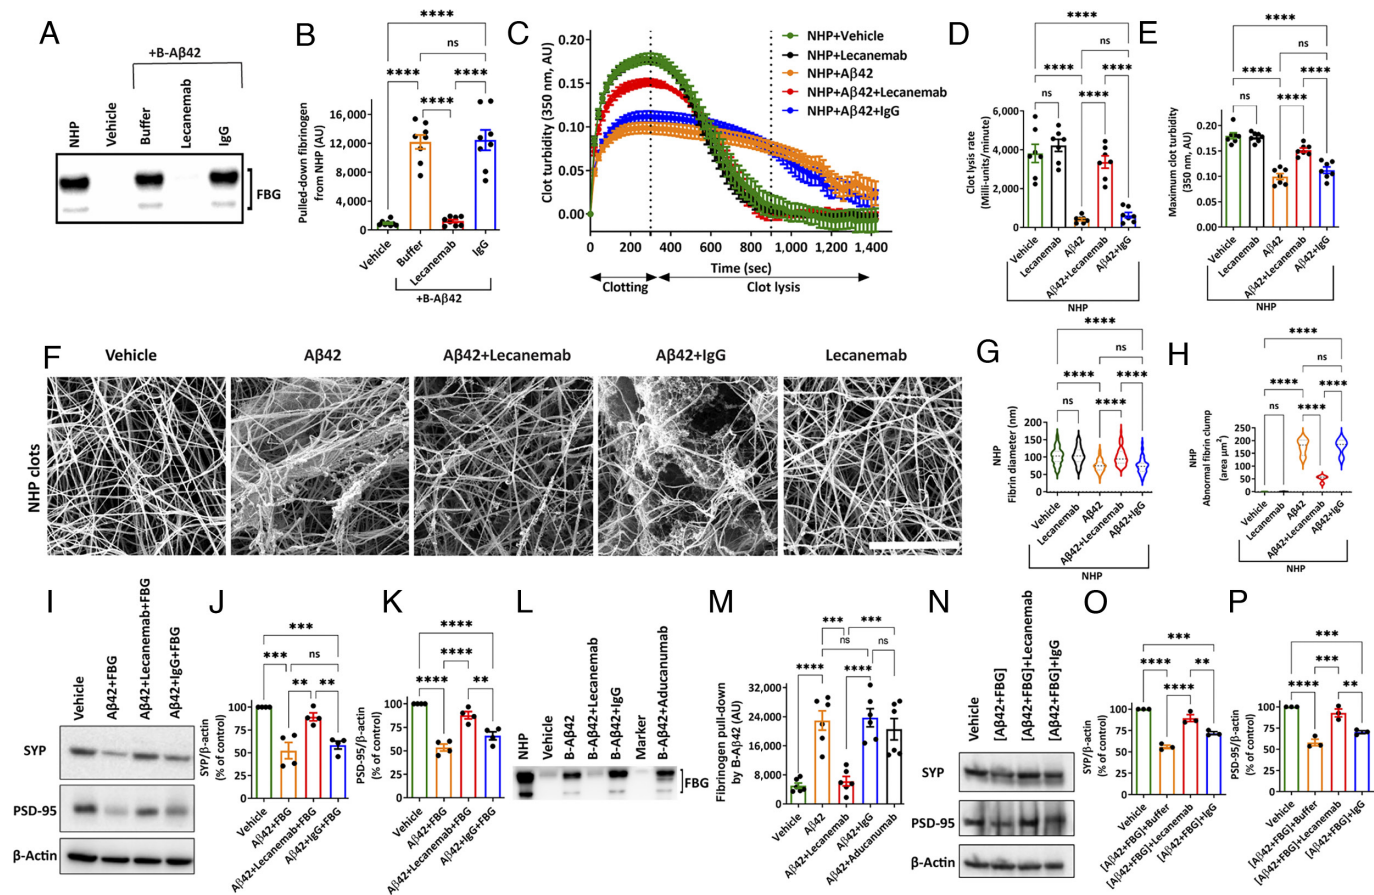 A
+B-Aβ42
NHP
Vehicle
Buffer
Lecanemab
IgG
FBG
B
****
ns
**** ****
****
Pulled-down fibrinogen
from NHP (AU)
16,000
12,000
8,000
4,000
0
Vehicle
Buffer
Lecanemab
IgG
+B-Aβ42
C
Clot turbidity (350 nm, AU)
0.20
0.15
0.10
0.05
0.00
NHP+Vehicle
NHP+Lecanemab
NHP+Aβ42
NHP+Aβ42+Lecanemab
NHP+Aβ42+IgG
0 200 400 600 800 1,000 1,200 1,400
Time (sec)
Clotting
Clot lysis
D
****
ns
**** ****
ns ****
Clot lysis rate
(Milli-units/minute)
6,000
4,000
2,000
0
Vehicle
Lecanemab
Aβ42
Aβ42+Lecanemab
Aβ42+IgG
NHP
E
****
ns
**** ****
ns ****
Maximum clot turbidity
(350 nm, AU)
0.20
0.15
0.10
0.05
0.00
Vehicle
Lecanemab
Aβ42
Aβ42+Lecanemab
Aβ42+IgG
NHP
F
Vehicle
Aβ42
Aβ42+Lecanemab
Aβ42+IgG
Lecanemab
NHP clots
G
****
ns
**** ****
ns ****
NHP
Fibrin diameter (nm)
200
150
100
50
0
Vehicle
Lecanemab
Aβ42
Aβ42+Lecanemab
Aβ42+IgG
NHP
H
****
ns
**** ****
ns ****
NHP
Abnormal fibrin clump
(area µm²)
250
200
150
100
50
0
Vehicle
Lecanemab
Aβ42
Aβ42+Lecanemab
Aβ42+IgG
NHP
I
Vehicle
Aβ42+FBG
Aβ42+Lecanemab+FBG
Aβ42+IgG+FBG
SYP
PSD-95
β-Actin
J
***
*** ns
** **
SYP/β-actin
(% of control)
100
75
50
25
0
Vehicle
Aβ42+FBG
Aβ42+Lecanemab+FBG
Aβ42+IgG+FBG
K
****
****
**** **
PSD-95/β-actin
(% of control)
100
75
50
25
0
Vehicle
Aβ42+FBG
Aβ42+Lecanemab+FBG
Aβ42+IgG+FBG
L
NHP
Vehicle
B-Aβ42
B-Aβ42+Lecanemab
B-Aβ42+IgG
Marker
B-Aβ42+Aducanumab
FBG
M
*** ***
ns ns
**** ****
Fibrinogen pull-down
by B-Aβ42 (AU)
32,000
24,000
16,000
8,000
0
Vehicle
Aβ42
Aβ42+Lecanemab
Aβ42+IgG
Aβ42+Aducanumab
N
Vehicle
[Aβ42+FBG]
[Aβ42+FBG]+Lecanemab
[Aβ42+FBG]+IgG
SYP
PSD-95
β-Actin
O
***
**** **
****
SYP/β-actin
(% of control)
100
75
50
25
0
Vehicle
[Aβ42+FBG]+Buffer
[Aβ42+FBG]+Lecanemab
[Aβ42+FBG]+IgG
P
***
***
**** **
PSD-95/β-actin
(% of control)
100
75
50
25
0
Vehicle
[Aβ42+FBG]+Buffer
[Aβ42+FBG]+Lecanemab
[Aβ42+FBG]+IgG